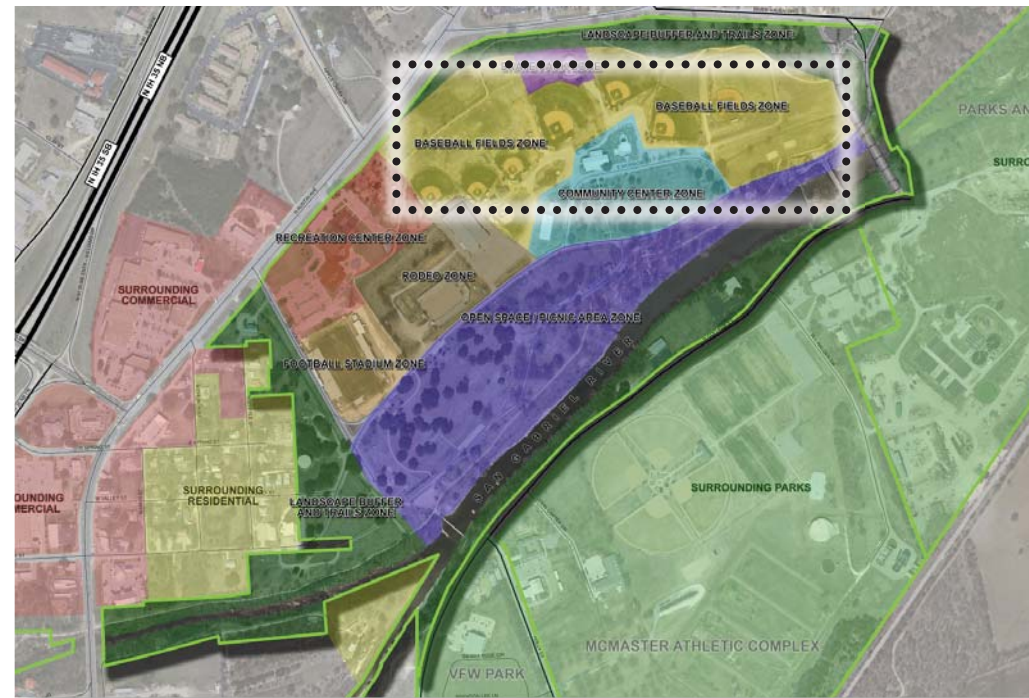 LANDSCAPE BUFFER AND TRAILS ZONE
N IH 35 NB
BASEBALL FIELDS ZONE
PARKS AN
BASEBALL FIELDS ZONE
SURRO
N IH 35 SB
COMMUNITY CENTER ZONE
RECREATION CENTER ZONE
RODEO ZONE
SURROUNDING
COMMERCIAL
OPEN SPACE / PICNIC AREA ZONE
FOOTBALL STADIUM ZONE
SAN GABRIEL RIVER
SURROUNDING
RESIDENTIAL
OUNDING
MERCIAL
LANDSCAPE BUFFER
AND TRAILS ZONE
SURROUNDING PARKS
MCMASTER ATHLETIC COMPLEX
VFW PARK